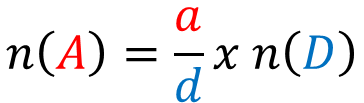 n(A) = a/d x n(D)